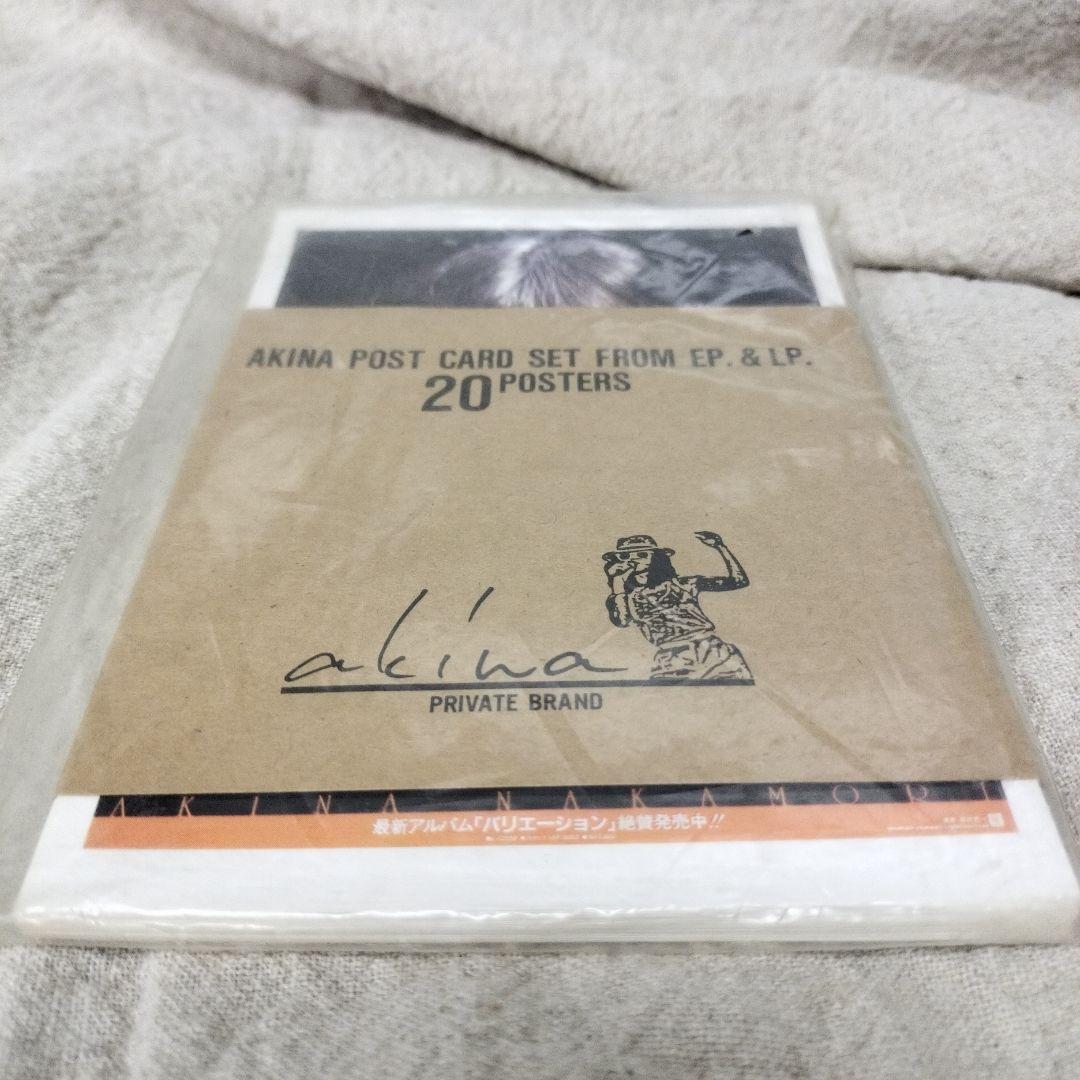 AKINA POST CARD SET FROM EP. & LP.
20 POSTERS
akina
PRIVATE BRAND
AKINA NAKAMORI
最新アルバム「バリエーション」絶賛発売中!!